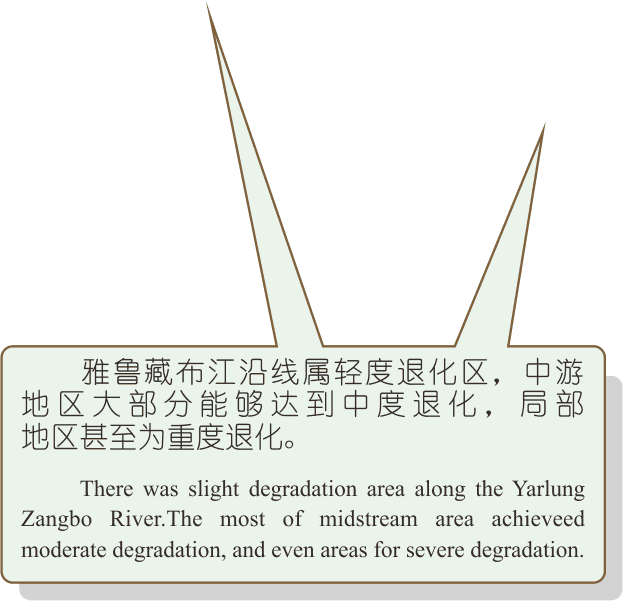 雅鲁藏布江沿线属轻度退化区，中游
地区大部分能够达到中度退化，局部
地区甚至为重度退化。
There was slight degradation area along the Yarlung
Zangbo River.The most of midstream area achieveed
moderate degradation, and even areas for severe degradation.